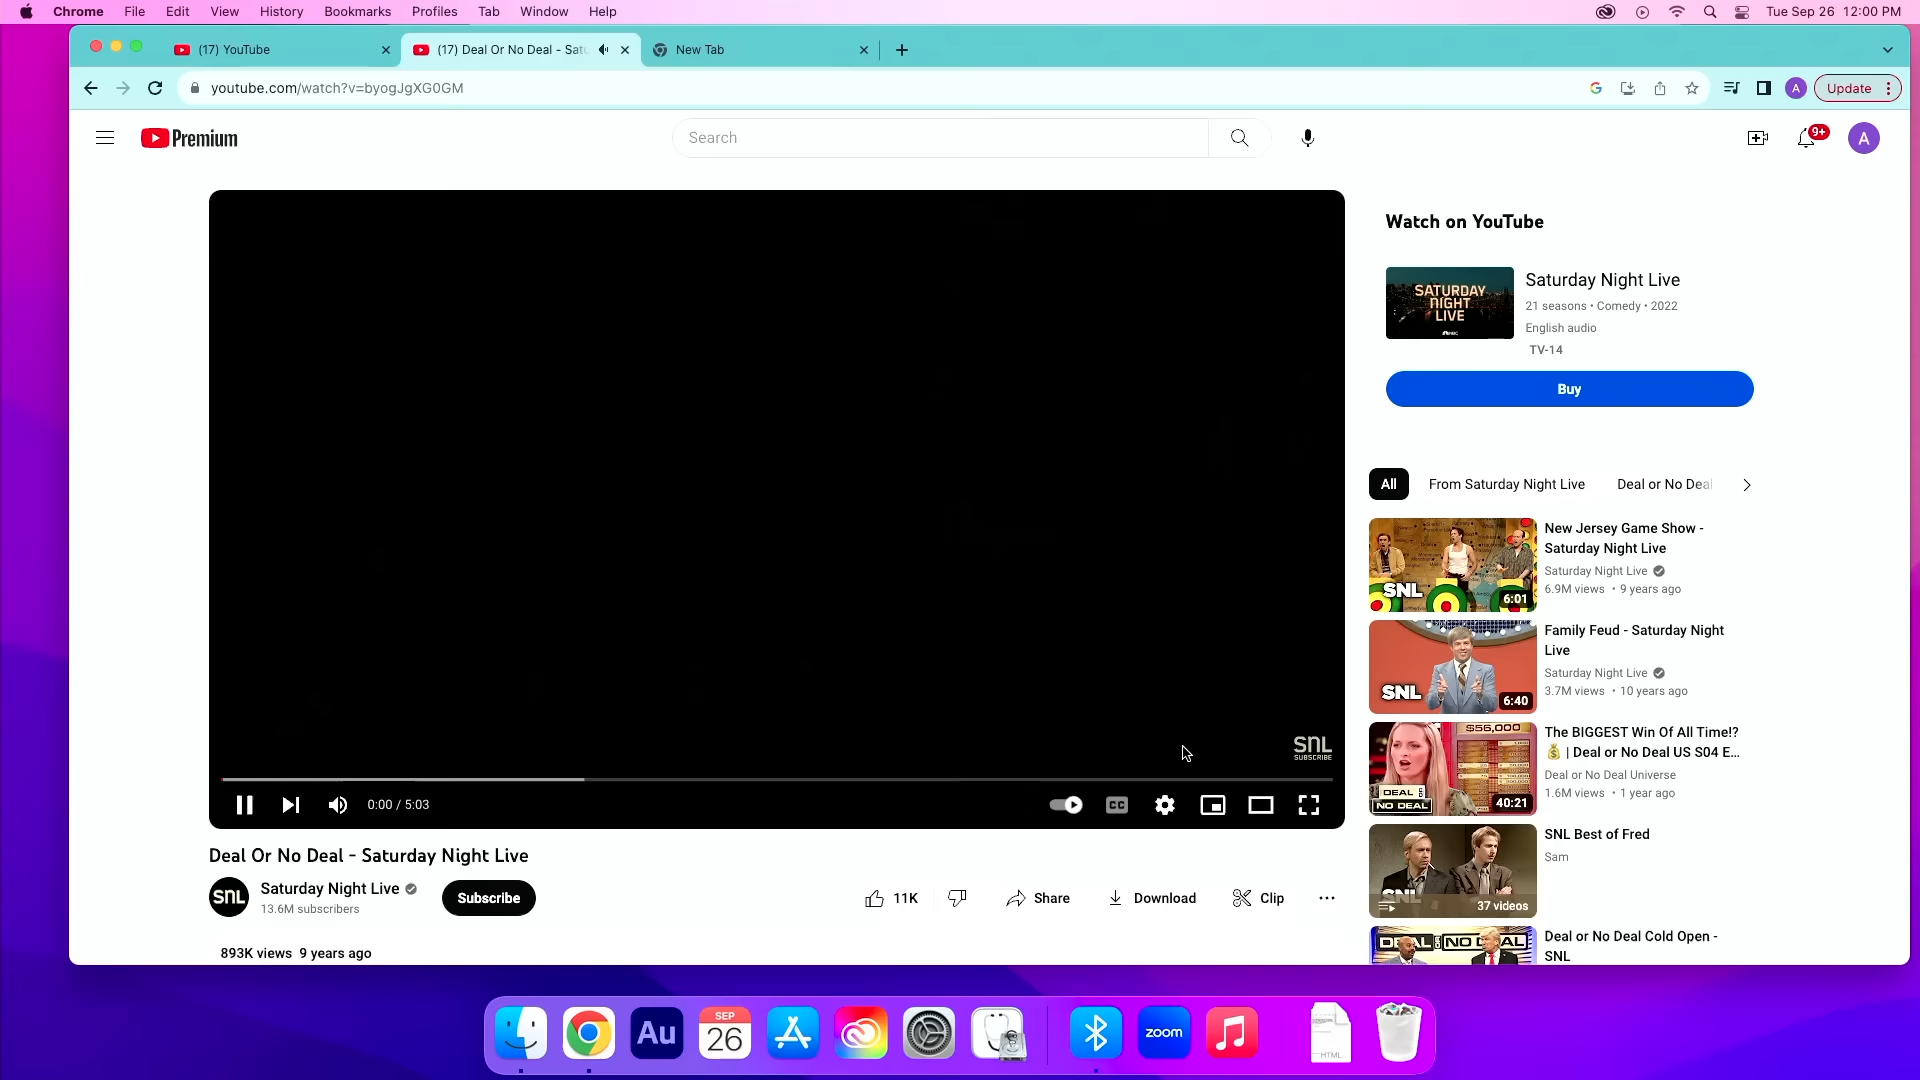 Chrome File Edit View History Bookmarks Profiles Tab Window Help
Tue Sep 26 12:00 PM
(17) YouTube
(17) Deal Or No Deal - Satu
New Tab
youtube.com/watch?v=byogJgXG0GM
A
Update
Premium
Search
9+
A
SNL
SUBSCRIBE
0:00 / 5:03
CC
Deal Or No Deal - Saturday Night Live
SNL
Saturday Night Live
13.6M subscribers
Subscribe
11K
Share
Download
Clip
893K views 9 years ago
Watch on YouTube
SATURDAY
NIGHT
LIVE
NBC
Saturday Night Live
21 seasons • Comedy • 2022
English audio
TV-14
Buy
All
From Saturday Night Live
Deal or No Deal
SNL
6:01
New Jersey Game Show -
Saturday Night Live
Saturday Night Live
6.9M views • 9 years ago
SNL
6:40
Family Feud - Saturday Night
Live
Saturday Night Live
3.7M views • 10 years ago
$56,000
DEAL OR
NO DEAL
40:21
The BIGGEST Win Of All Time!?
💰 | Deal or No Deal US S04 E...
Deal or No Deal Universe
1.6M views • 1 year ago
SNL
37 videos
SNL Best of Fred
Sam
DEAL OR NO DEAL
Deal or No Deal Cold Open -
SNL
Au
SEP
26
zoom
HTML